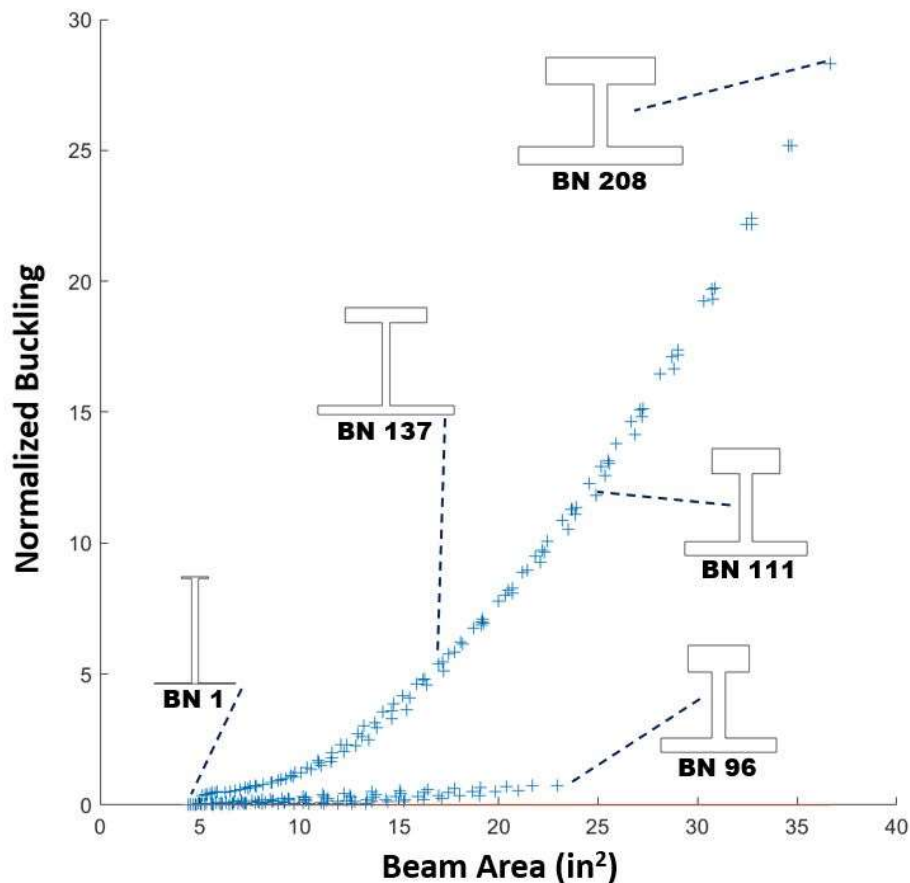 30
25
20
15
10
5
0
Normalized Buckling
BN 208
BN 137
BN 111
BN 1
BN 96
0 5 10 15 20 25 30 35 40
Beam Area (in²)